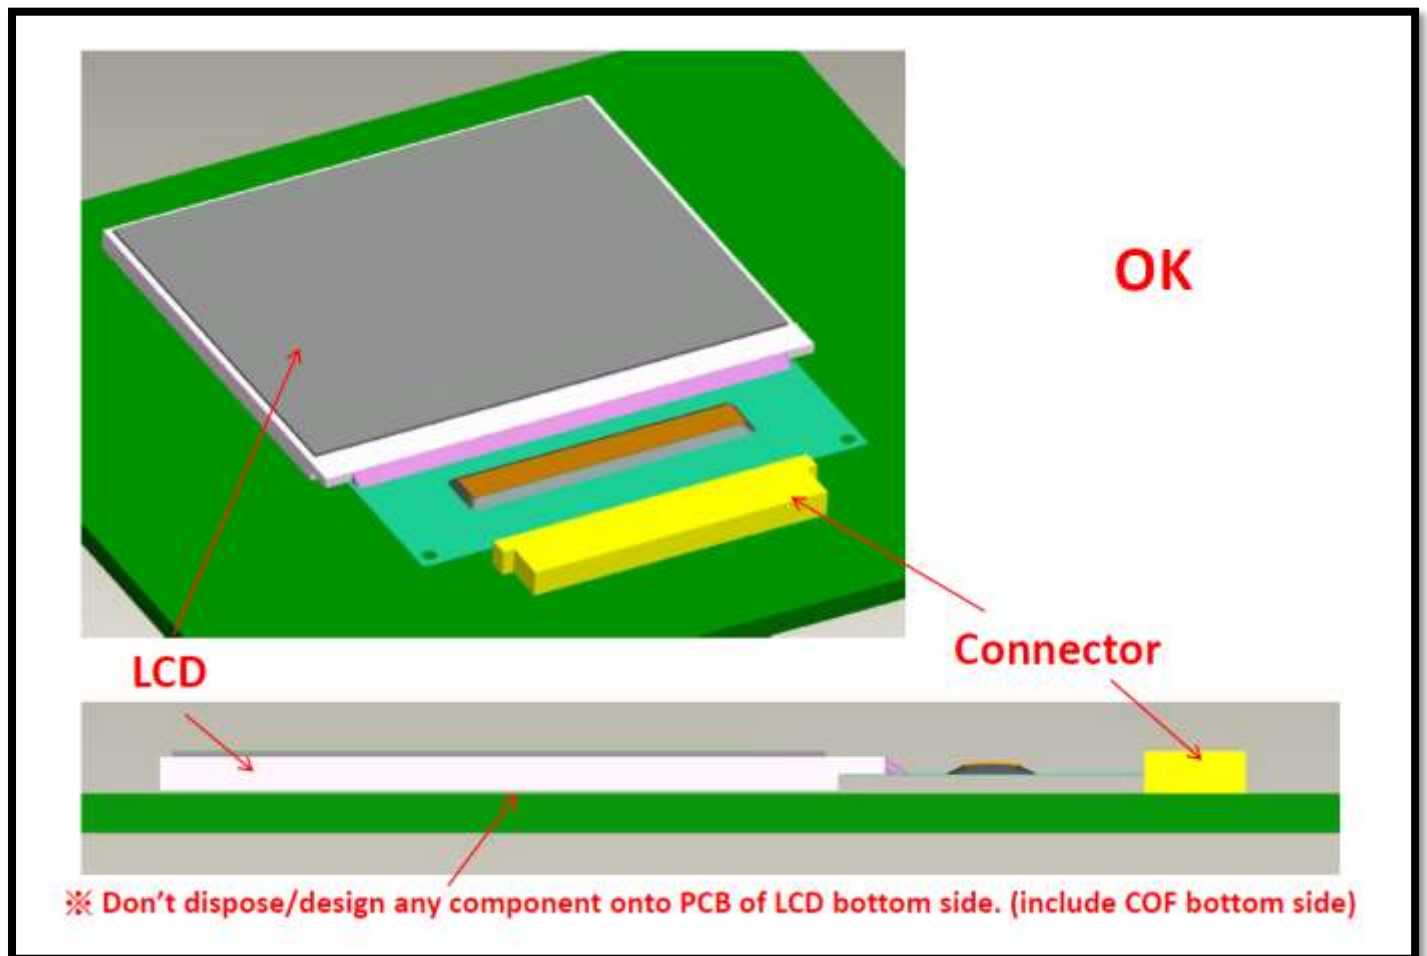 OK
LCD
Connector
※ Don't dispose/design any component onto PCB of LCD bottom side. (include COF bottom side)